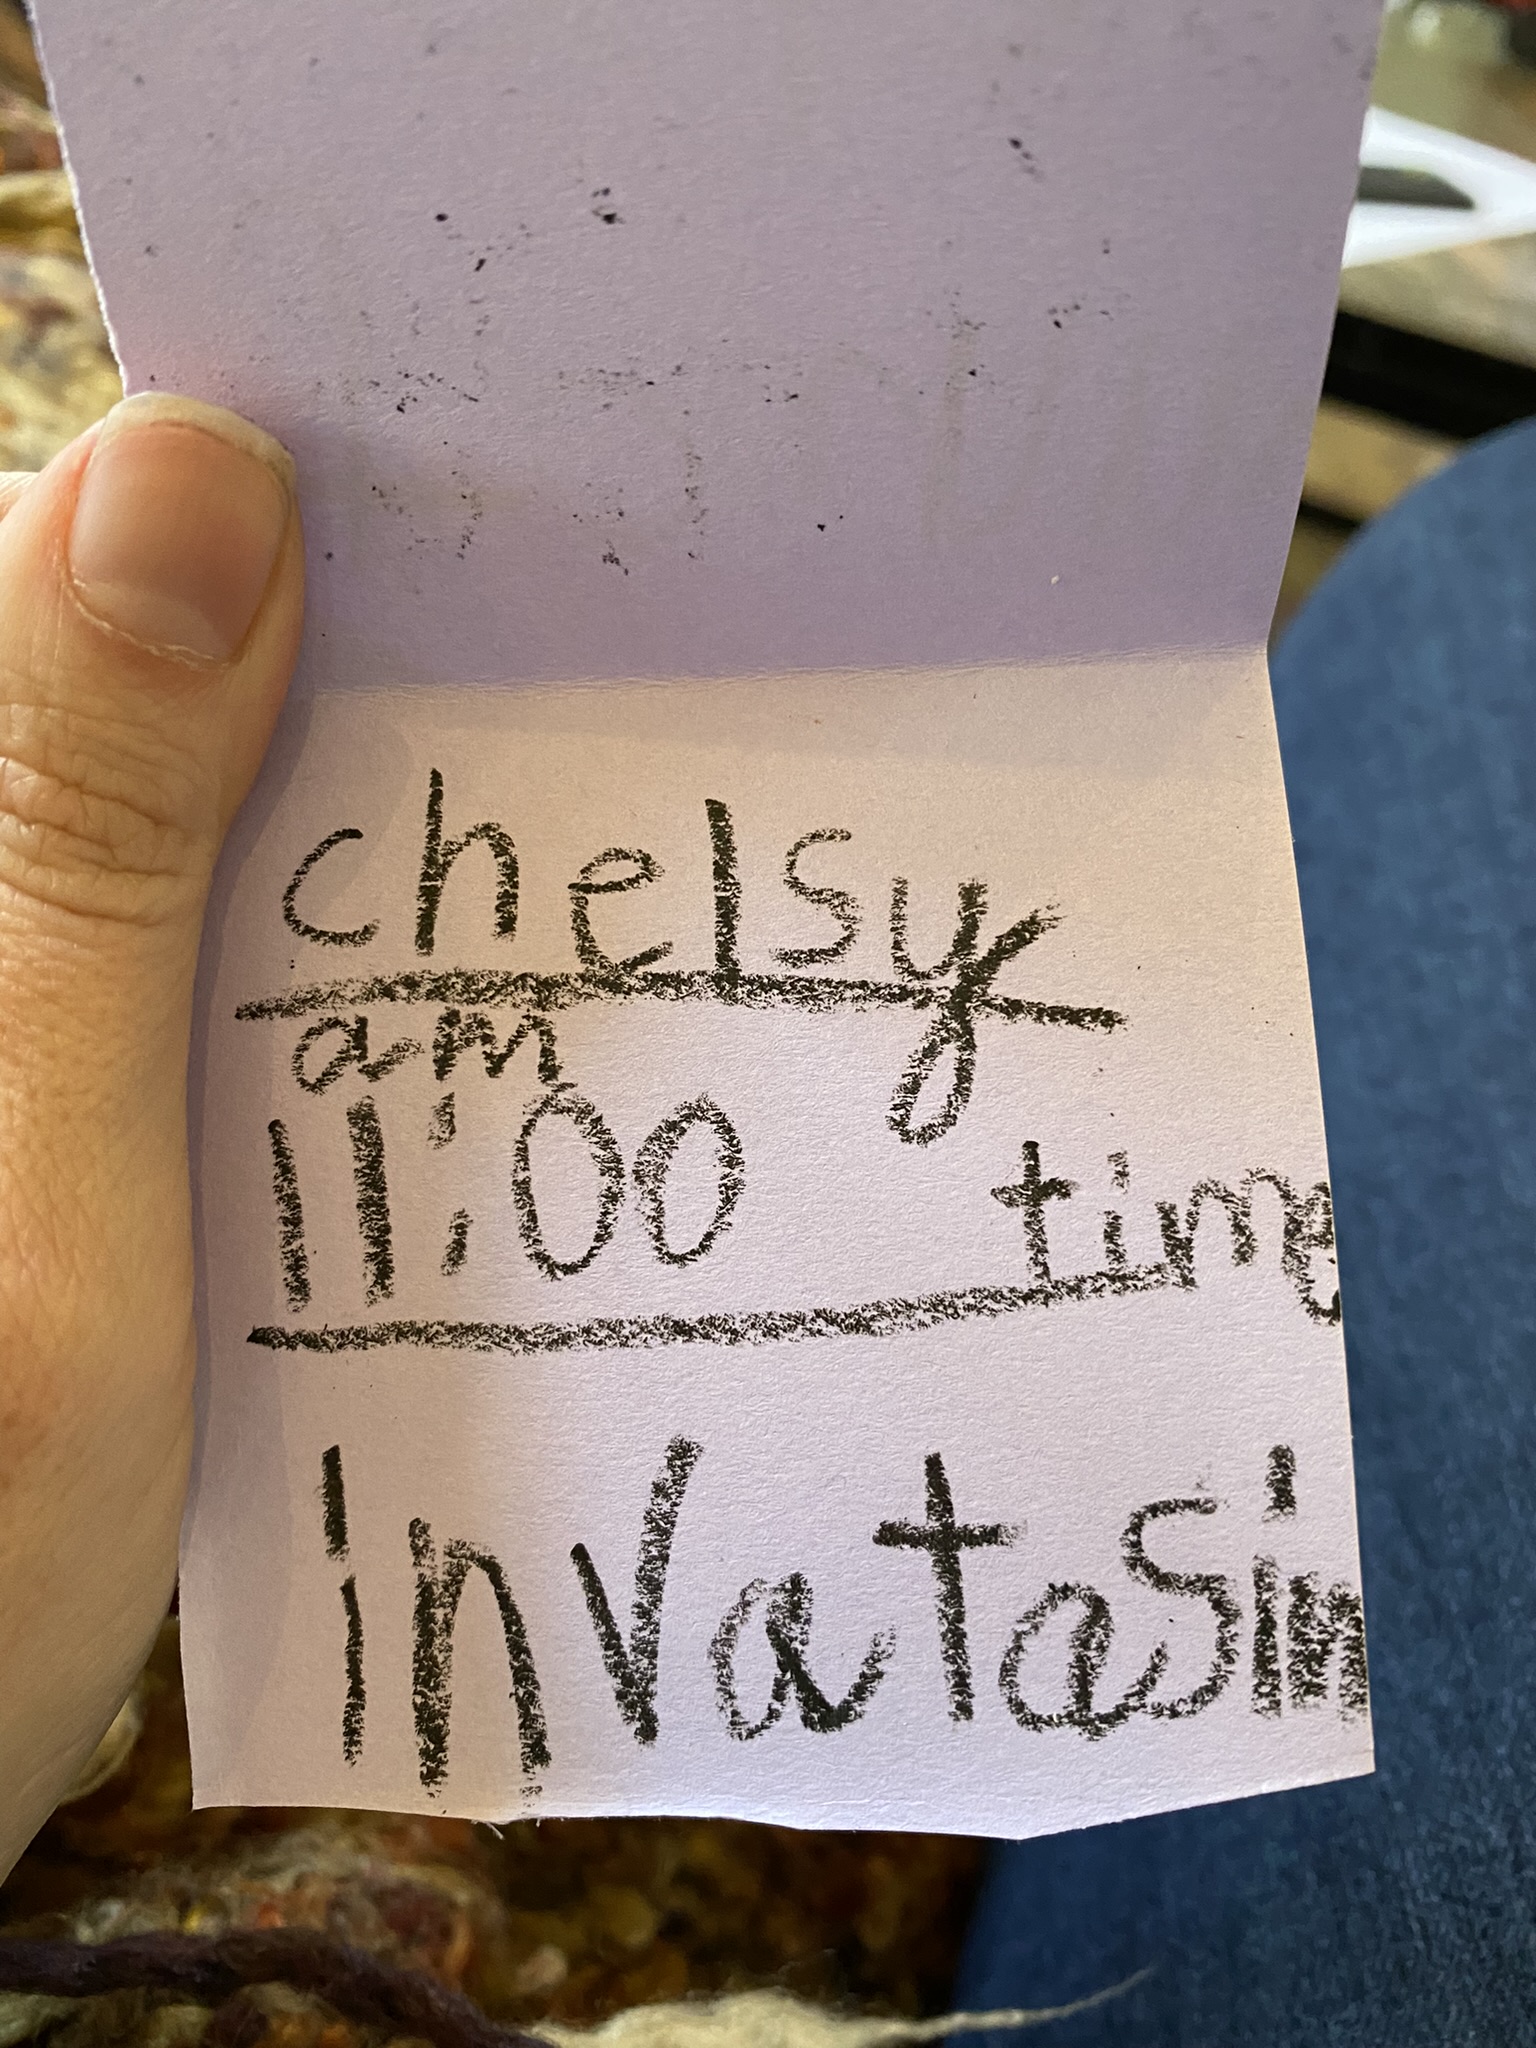 chelsy
am
11:00 time
invatasin